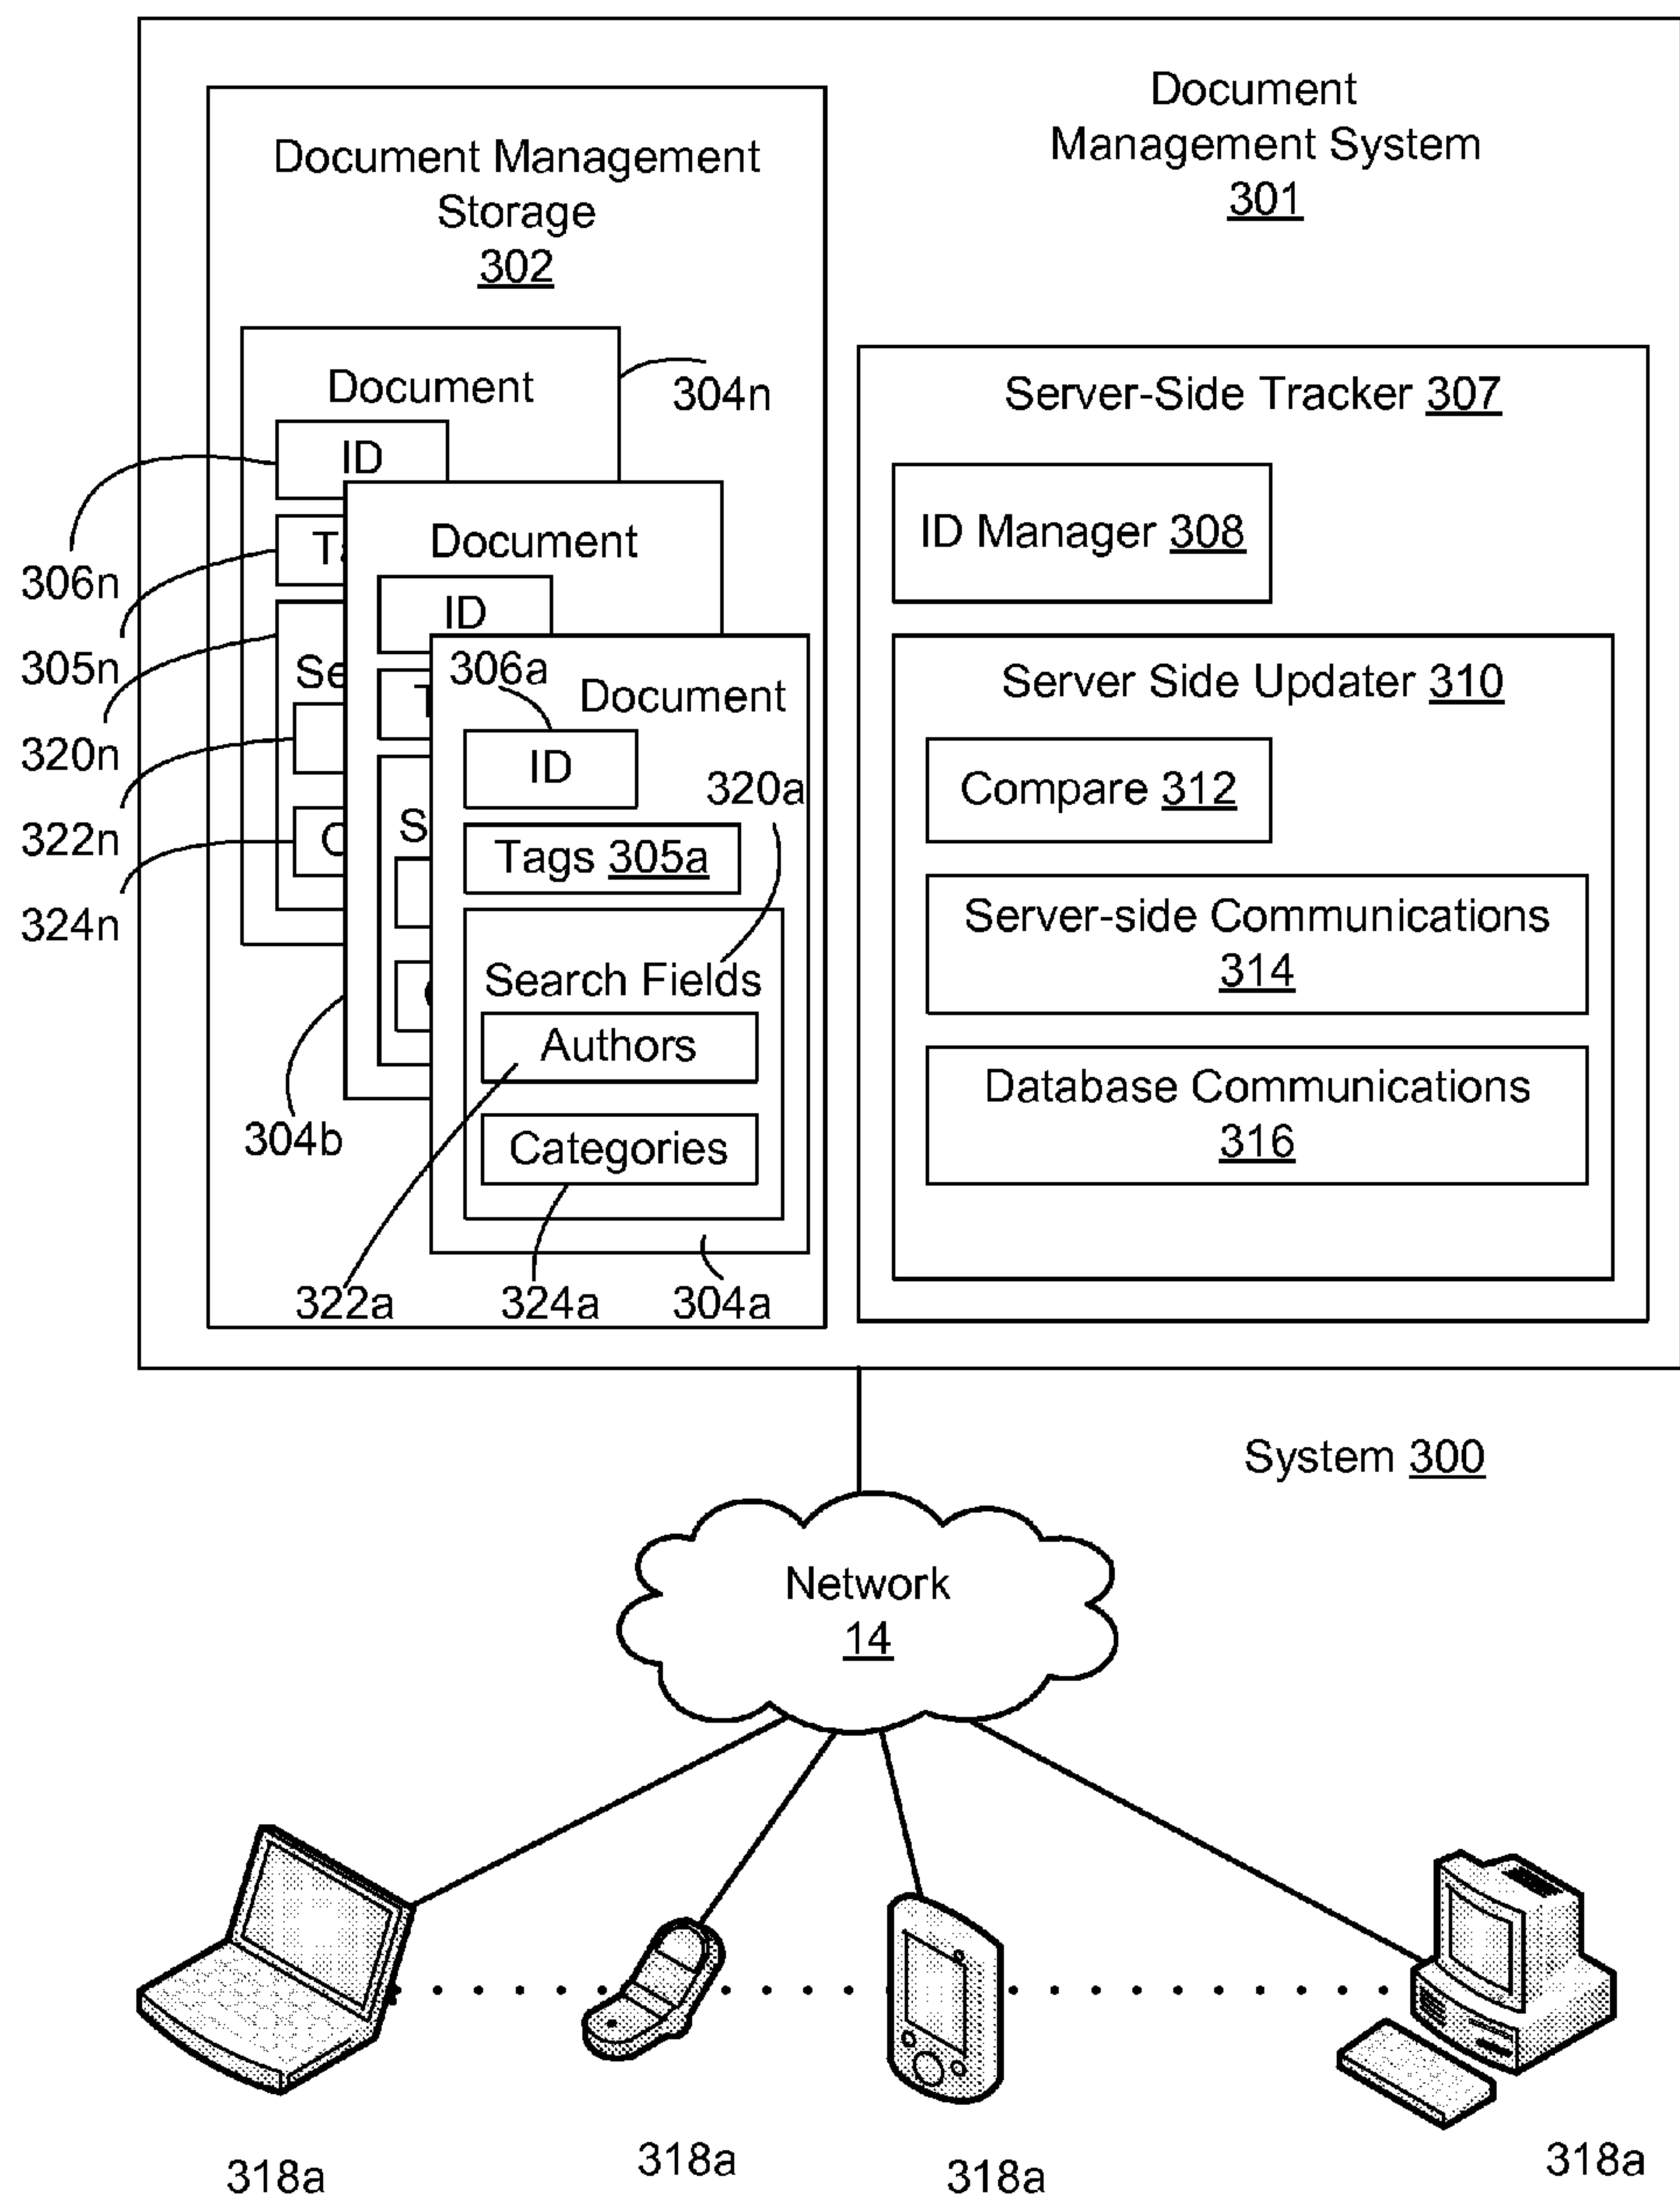 Document
Management System
301
Document Management
Storage
302
Document
304n
ID
306n
305n
Se
320n
322n
324n
Document
ID
304b
306a
Document
ID
320a
Tags 305a
Search Fields
Authors
Categories
322a
324a
304a
Server-Side Tracker 307
ID Manager 308
Server Side Updater 310
Compare 312
Server-side Communications
314
Database Communications
316
System 300
Network
14
318a
318a
318a
318a